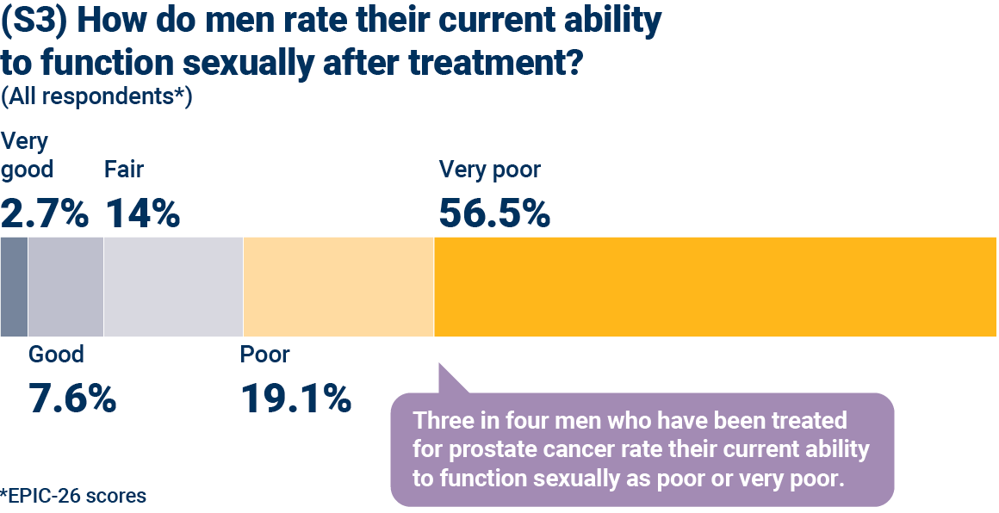 (S3) How do men rate their current ability
to function sexually after treatment?
(All respondents*)
Very
good
2.7%
Fair
14%
Very poor
56.5%
Good
7.6%
Poor
19.1%
Three in four men who have been treated
for prostate cancer rate their current ability
to function sexually as poor or very poor.
*EPIC-26 scores